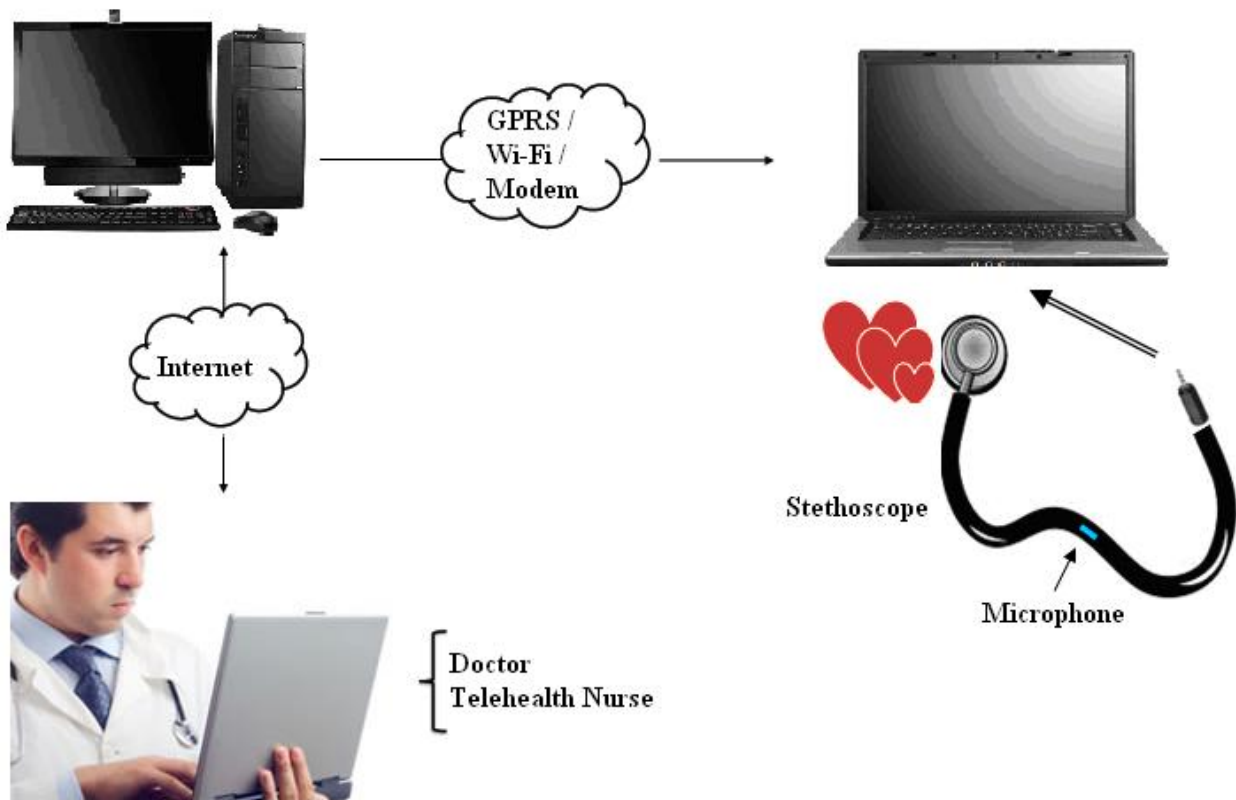 GPRS /
Wi-Fi /
Modem
Internet
Stethoscope
Microphone
Doctor
Telehealth Nurse